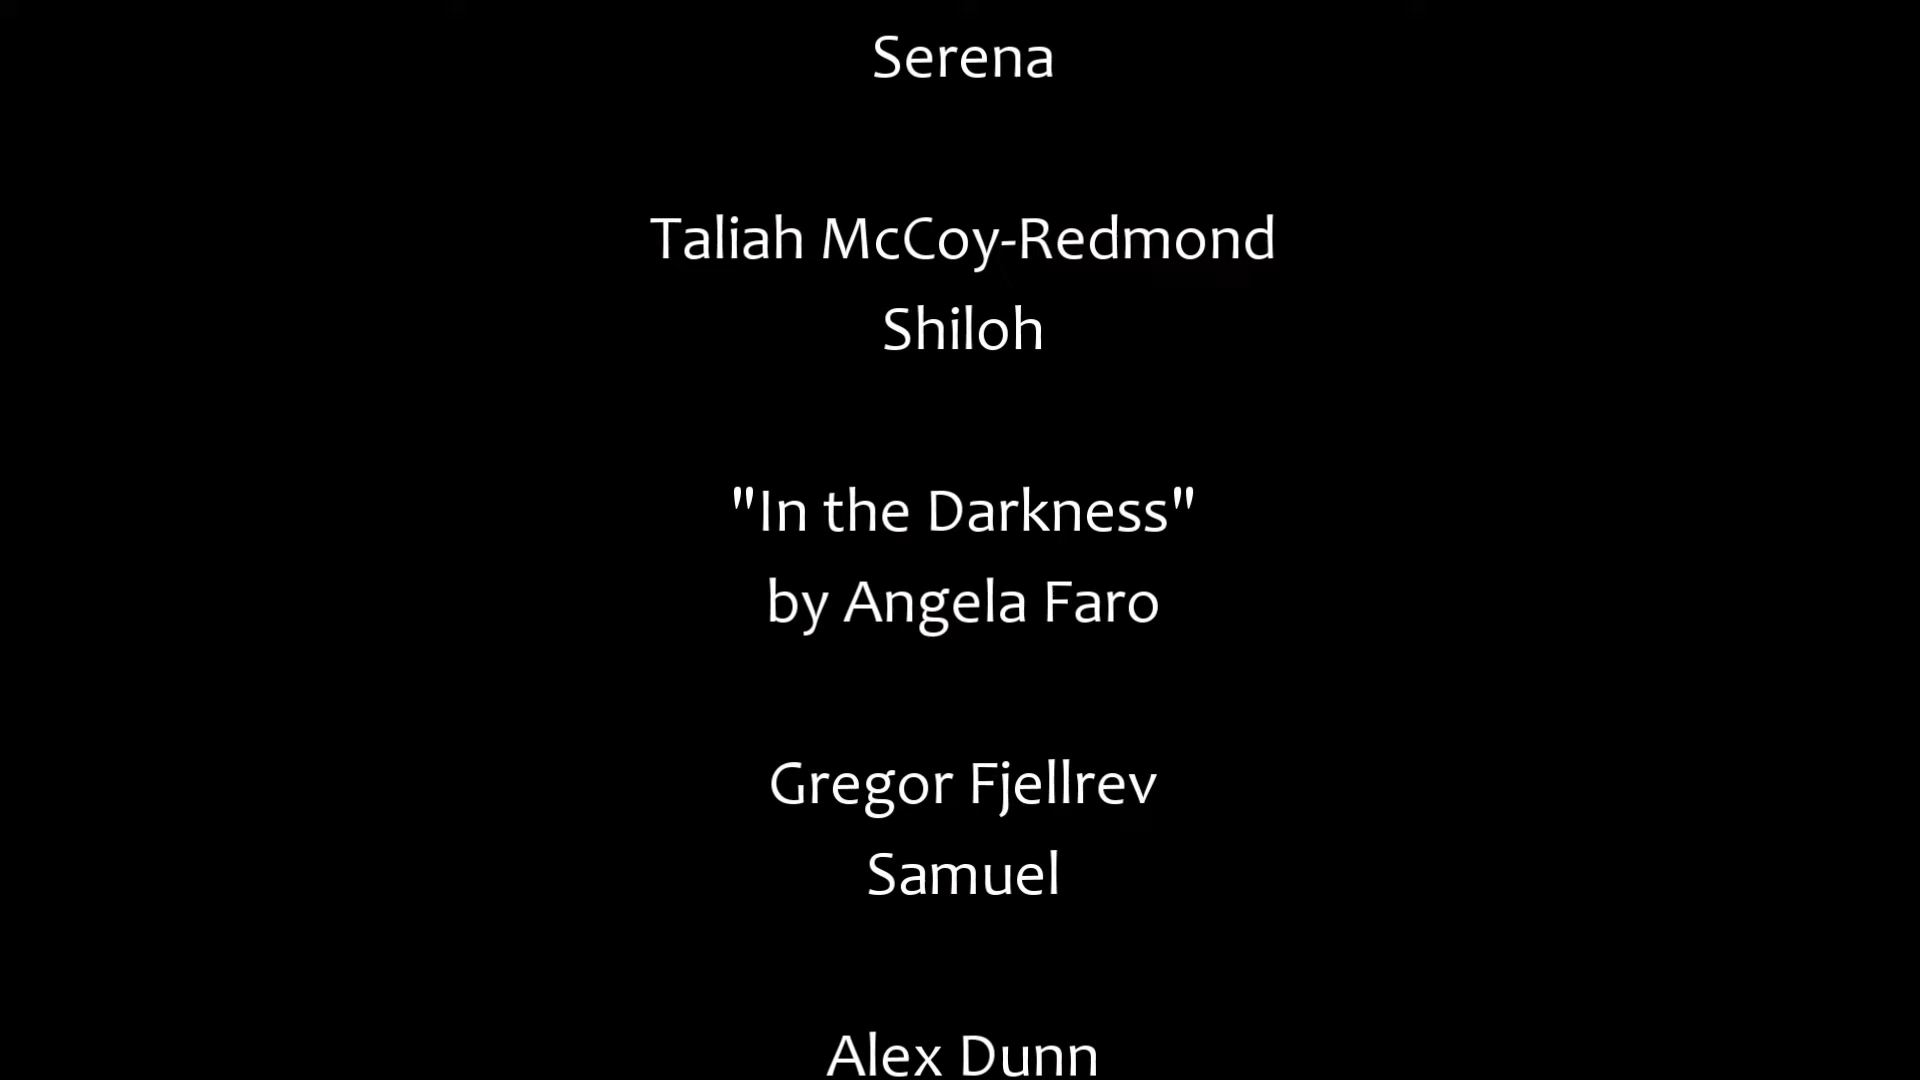 Serena
Taliah McCoy-Redmond
Shiloh
"In the Darkness"
by Angela Faro
Gregor Fjellrev
Samuel
Alex Dunn